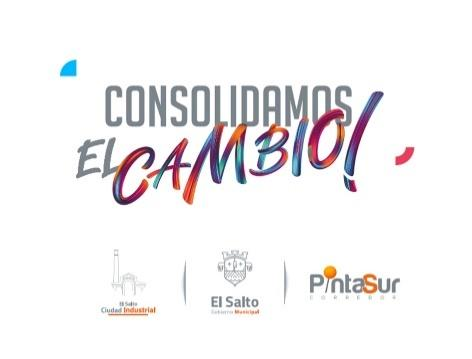 CONSOLIDAMOS
EL CAMBIO!
El Salto
Ciudad Industrial
El Salto
Gobierno Municipal
PintaSur
CORREDOR